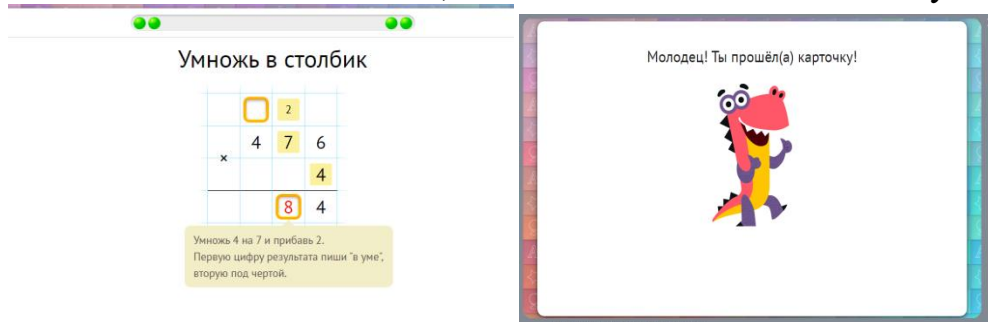 Умножь в столбик
2
4 7 6
×
4
8 4
Умножь 4 на 7 и прибавь 2.
Первую цифру результата пиши "в уме",
вторую под чертой.
Молодец! Ты прошёл(а) карточку!